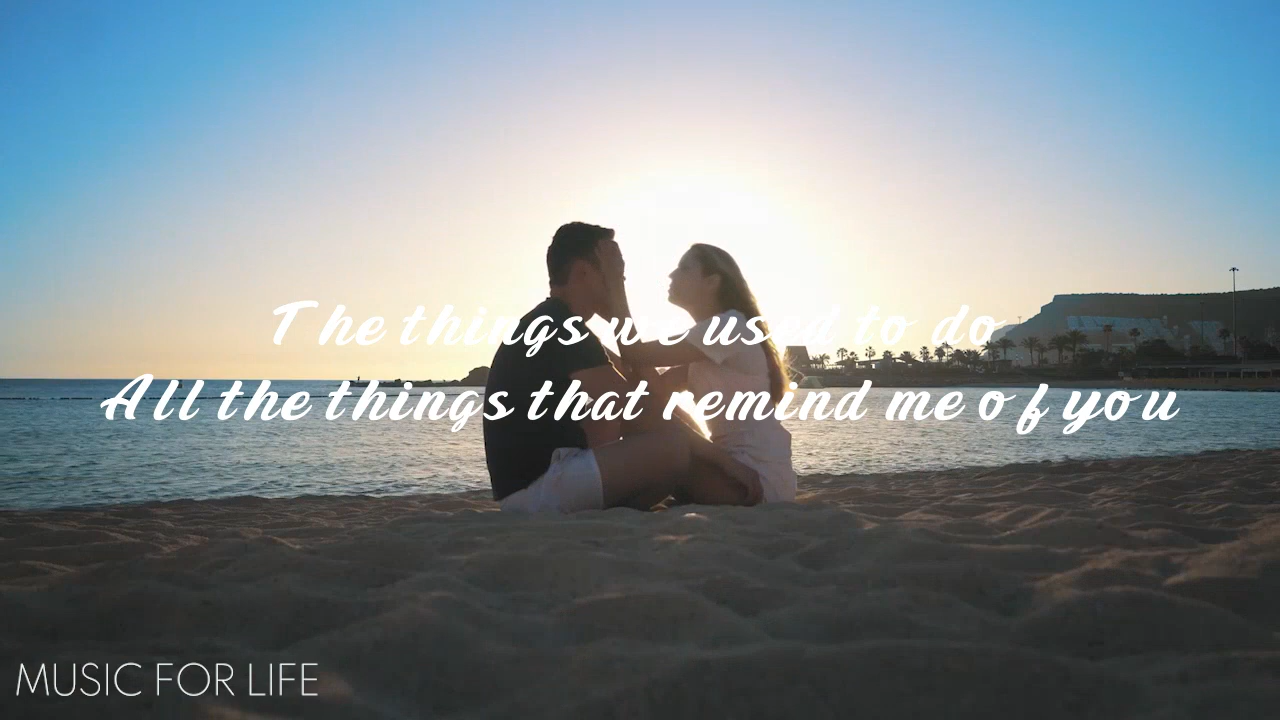 The things we used to do
All the things that remind me of you
MUSIC FOR LIFE